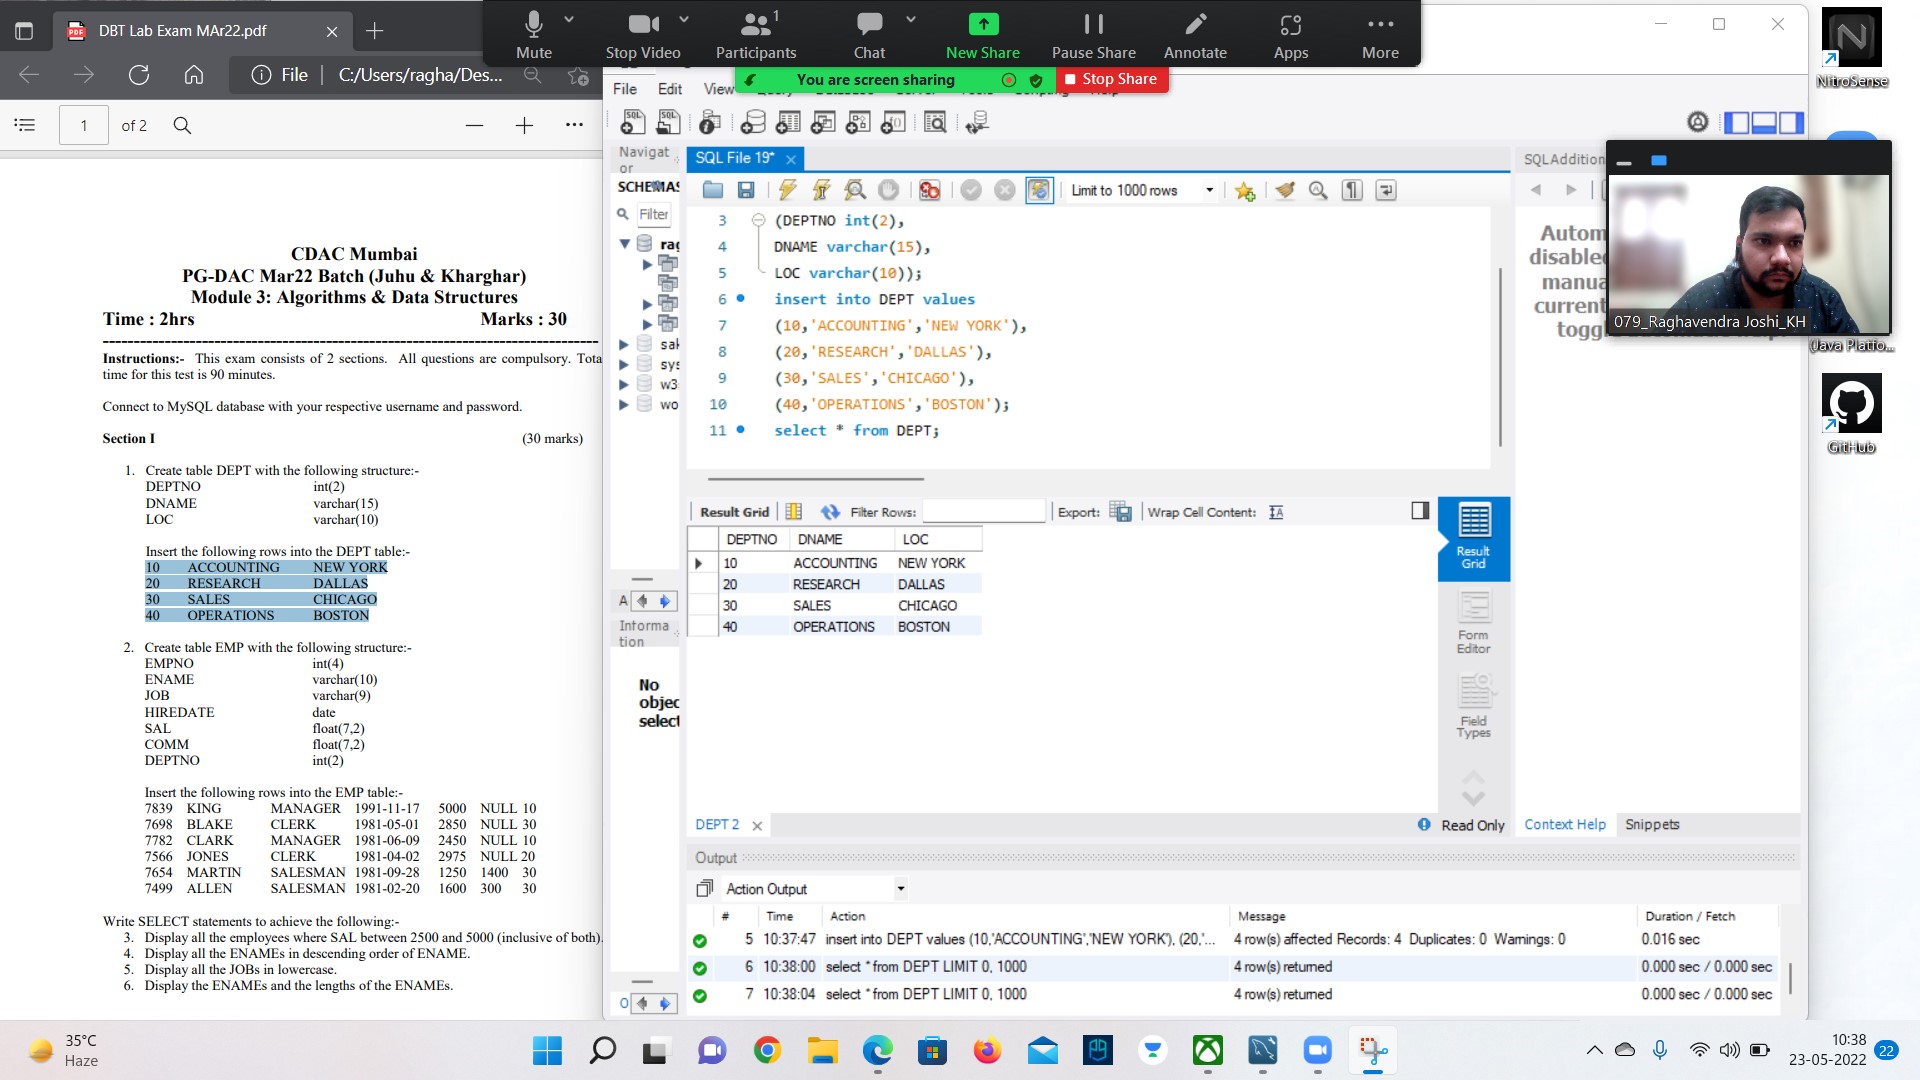 DBT Lab Exam MAr22.pdf
File
C:/Users/ragha/Des...
1 of 2
Mute
Stop Video
Participants
1
Chat
New Share
Pause Share
Annotate
Apps
More
You are screen sharing
Stop Share
CDAC Mumbai
PG-DAC Mar22 Batch (Juhu & Kharghar)
Module 3: Algorithms & Data Structures
Time : 2hrs Marks : 30
Instructions:- This exam consists of 2 sections. All questions are compulsory. Tota
time for this test is 90 minutes.
Connect to MySQL database with your respective username and password.
Section I (30 marks)
1. Create table DEPT with the following structure:-
DEPTNO int(2)
DNAME varchar(15)
LOC varchar(10)
Insert the following rows into the DEPT table:-
10 ACCOUNTING NEW YORK
20 RESEARCH DALLAS
30 SALES CHICAGO
40 OPERATIONS BOSTON
2. Create table EMP with the following structure:-
EMPNO int(4)
ENAME varchar(10)
JOB varchar(9)
HIREDATE date
SAL float(7,2)
COMM float(7,2)
DEPTNO int(2)
Insert the following rows into the EMP table:-
7839 KING MANAGER 1991-11-17 5000 NULL 10
7698 BLAKE CLERK 1981-05-01 2850 NULL 30
7782 CLARK MANAGER 1981-06-09 2450 NULL 10
7566 JONES CLERK 1981-04-02 2975 NULL 20
7654 MARTIN SALESMAN 1981-09-28 1250 1400 30
7499 ALLEN SALESMAN 1981-02-20 1600 300 30
Write SELECT statements to achieve the following:-
3. Display all the employees where SAL between 2500 and 5000 (inclusive of both).
4. Display all the ENAMEs in descending order of ENAME.
5. Display all the JOBs in lowercase.
6. Display the ENAMEs and the lengths of the ENAMEs.
File Edit View
Navigat
or
SCHEMAS
Filter
rag
sak
sys
w3
wo
A
Informa
tion
No
objec
select
O
SQL File 19*
Limit to 1000 rows
3 (DEPTNO int(2),
4 DNAME varchar(15),
5 LOC varchar(10));
6 insert into DEPT values
7 (10,'ACCOUNTING','NEW YORK'),
8 (20,'RESEARCH','DALLAS'),
9 (30,'SALES','CHICAGO'),
10 (40,'OPERATIONS','BOSTON');
11 select * from DEPT;
Result Grid Filter Rows: Export: Wrap Cell Content:
DEPTNO DNAME LOC
10 ACCOUNTING NEW YORK
20 RESEARCH DALLAS
30 SALES CHICAGO
40 OPERATIONS BOSTON
Result
Grid
Form
Editor
Field
Types
DEPT 2
Read Only
Context Help Snippets
Output
Action Output
# Time Action Message Duration / Fetch
5 10:37:47 insert into DEPT values (10,'ACCOUNTING','NEW YORK'), (20,'... 4 row(s) affected Records: 4 Duplicates: 0 Warnings: 0 0.016 sec
6 10:38:00 select * from DEPT LIMIT 0, 1000 4 row(s) returned 0.000 sec / 0.000 sec
7 10:38:04 select * from DEPT LIMIT 0, 1000 4 row(s) returned 0.000 sec / 0.000 sec
SQLAddition
Autom
disable
manua
current
togg
079_Raghavendra Joshi_KH
NitroSense
(Java Platfo...
GitHub
35°C
Haze
10:38
23-05-2022
22